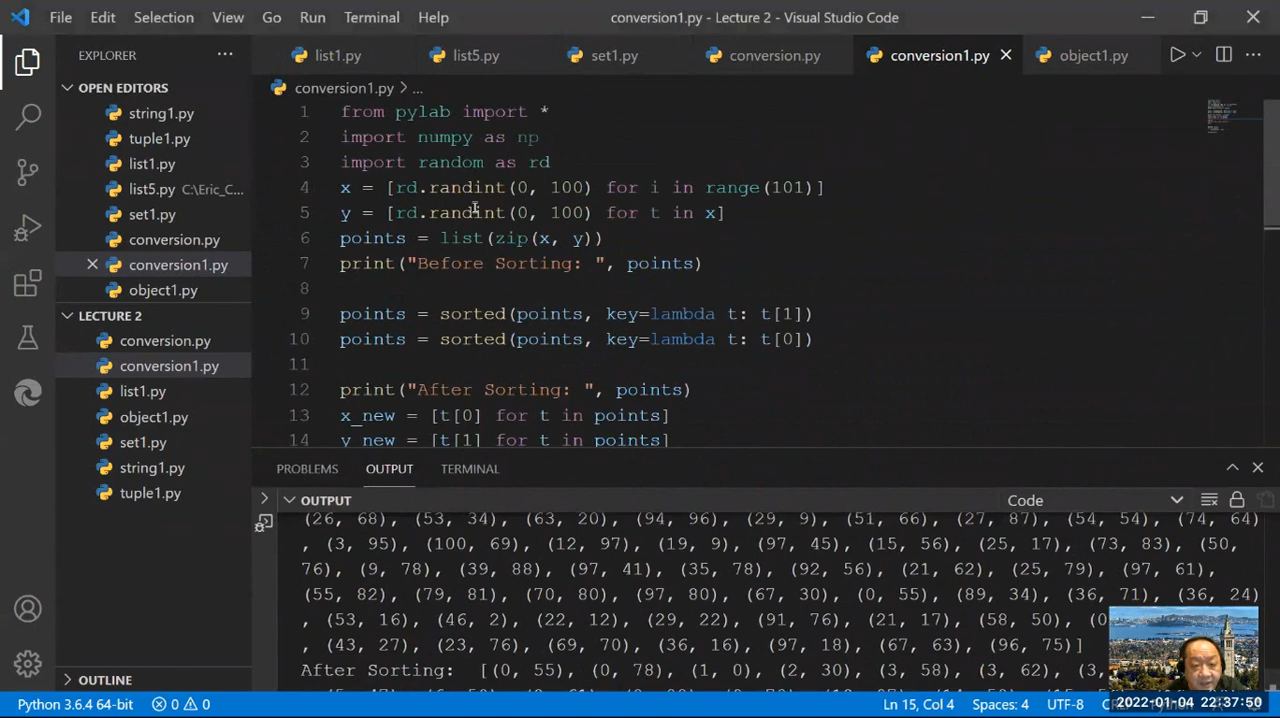 File Edit Selection View Go Run Terminal Help conversion1.py - Lecture 2 - Visual Studio Code
EXPLORER ... list1.py list5.py set1.py conversion.py conversion1.py object1.py ...
OPEN EDITORS
string1.py
tuple1.py
list1.py
list5.py C:\Eric_C...
set1.py
conversion.py
conversion1.py
object1.py
LECTURE 2
conversion.py
conversion1.py
list1.py
object1.py
set1.py
string1.py
tuple1.py
OUTLINE
conversion1.py > ...
1 from pylab import *
2 import numpy as np
3 import random as rd
4 x = [rd.randint(0, 100) for i in range(101)]
5 y = [rd.randint(0, 100) for t in x]
6 points = list(zip(x, y))
7 print("Before Sorting: ", points)
8
9 points = sorted(points, key=lambda t: t[1])
10 points = sorted(points, key=lambda t: t[0])
11
12 print("After Sorting: ", points)
13 x_new = [t[0] for t in points]
14 y_new = [t[1] for t in points]
PROBLEMS OUTPUT TERMINAL
OUTPUT Code
(26, 68), (53, 34), (63, 20), (94, 96), (29, 9), (51, 66), (27, 87), (54, 54), (74, 64)
, (3, 95), (100, 69), (12, 97), (19, 9), (97, 45), (15, 56), (25, 17), (73, 83), (50,
76), (9, 78), (39, 88), (97, 41), (35, 78), (92, 56), (21, 62), (25, 79), (97, 61),
(55, 82), (79, 81), (70, 80), (97, 80), (67, 30), (0, 55), (89, 34), (36, 71), (36, 24)
, (53, 16), (46, 2), (22, 12), (29, 22), (91, 76), (21, 17), (58, 50), (0,
(43, 27), (23, 76), (69, 70), (36, 16), (97, 18), (67, 63), (96, 75)]
After Sorting: [(0, 55), (0, 78), (1, 0), (2, 30), (3, 58), (3, 62), (3,
Python 3.6.4 64-bit 0 0 Ln 15, Col 4 Spaces: 4 UTF-8
2022-01-04 22:37:50